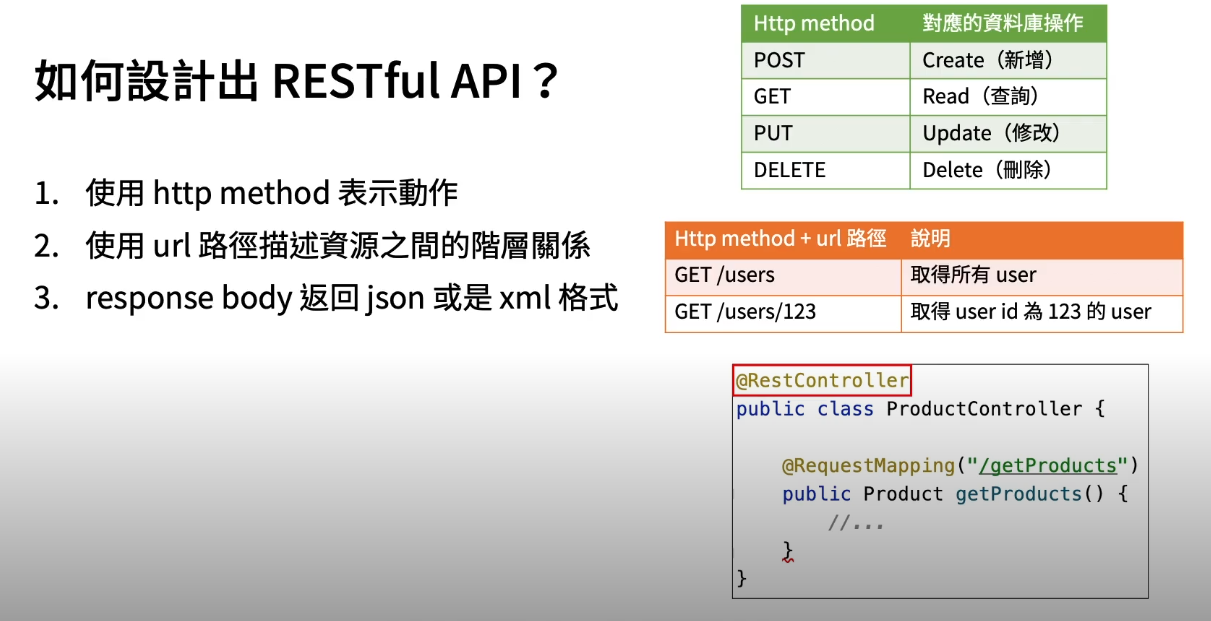 如何設計出 RESTful API？
1. 使用 http method 表示動作
2. 使用 url 路徑描述資源之間的階層關係
3. response body 返回 json 或是 xml 格式
Http method 對應的資料庫操作
POST Create（新增）
GET Read（查詢）
PUT Update（修改）
DELETE Delete（刪除）
Http method + url 路徑 說明
GET /users 取得所有 user
GET /users/123 取得 user id 為 123 的 user
@RestController
public class ProductController {
@RequestMapping("/getProducts")
public Product getProducts() {
//...
}
}